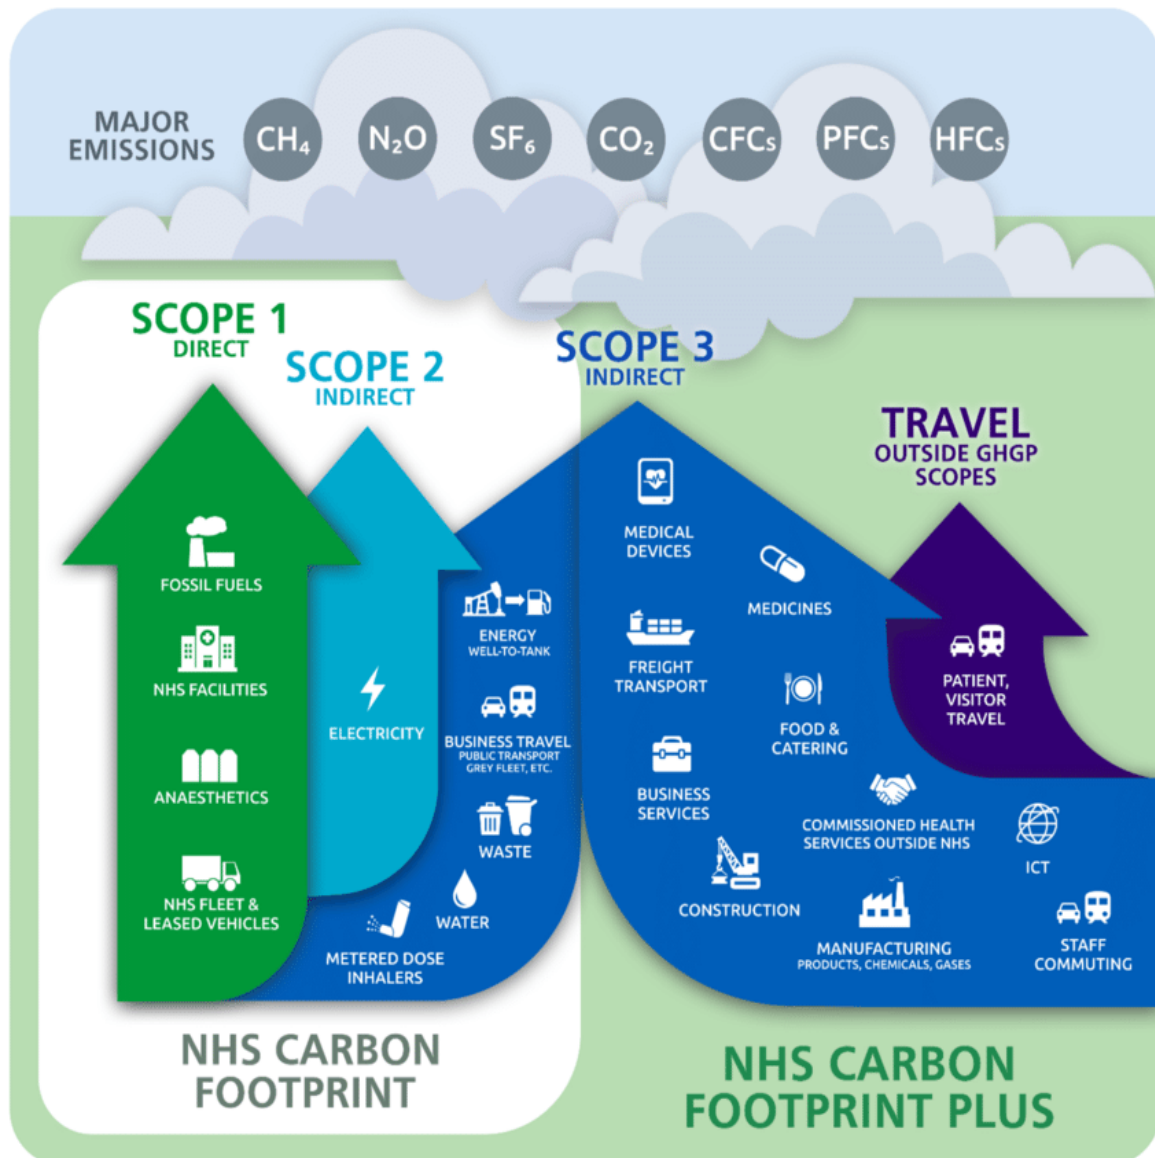 MAJOR
EMISSIONS
CH₄
N₂O
SF₆
CO₂
CFCs
PFCs
HFCs
SCOPE 1
DIRECT
SCOPE 2
INDIRECT
SCOPE 3
INDIRECT
TRAVEL
OUTSIDE GHGP
SCOPES
FOSSIL FUELS
NHS FACILITIES
ANAESTHETICS
NHS FLEET &
LEASED VEHICLES
ELECTRICITY
ENERGY
WELL-TO-TANK
BUSINESS TRAVEL
PUBLIC TRANSPORT
GREY FLEET, ETC.
WASTE
WATER
METERED DOSE
INHALERS
MEDICAL
DEVICES
MEDICINES
FREIGHT
TRANSPORT
FOOD &
CATERING
BUSINESS
SERVICES
COMMISSIONED HEALTH
SERVICES OUTSIDE NHS
CONSTRUCTION
MANUFACTURING
PRODUCTS, CHEMICALS, GASES
ICT
STAFF
COMMUTING
PATIENT,
VISITOR
TRAVEL
NHS CARBON
FOOTPRINT
NHS CARBON
FOOTPRINT PLUS